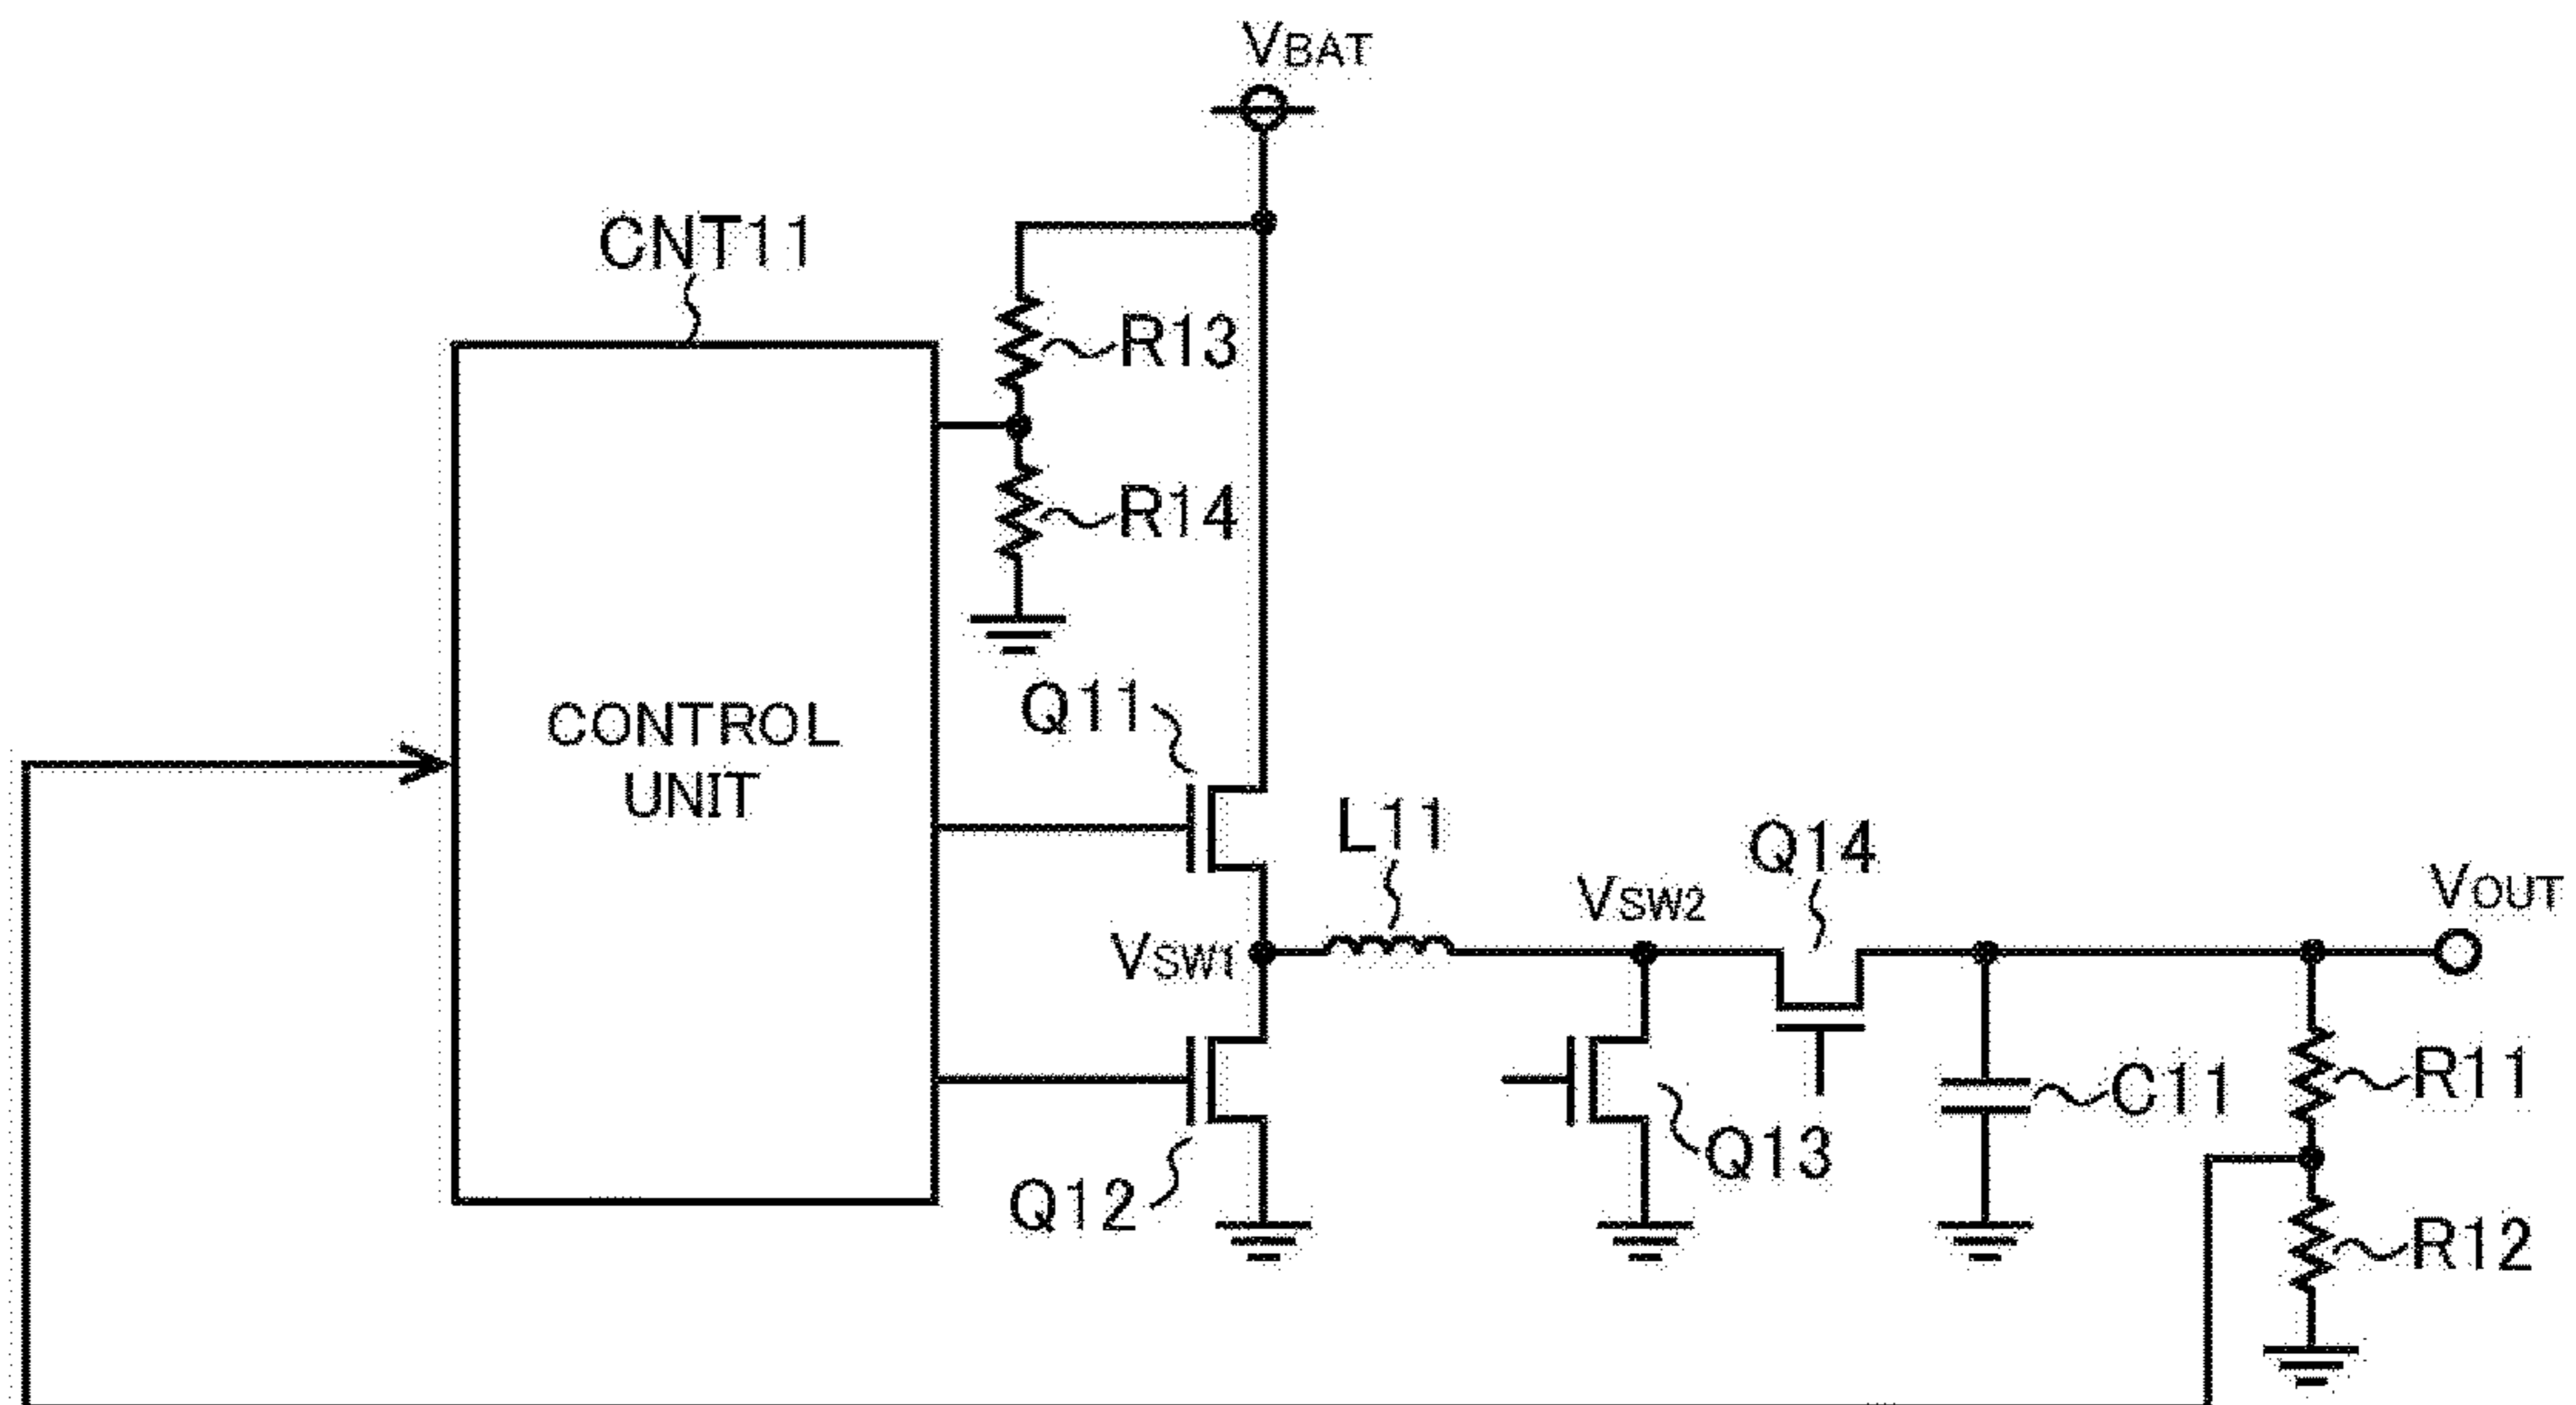 VBAT
CNT11
R13
R14
Q11
CONTROL
UNIT
L11
Q14
VSW2
VOUT
VSW1
R11
C11
Q13
Q12
R12